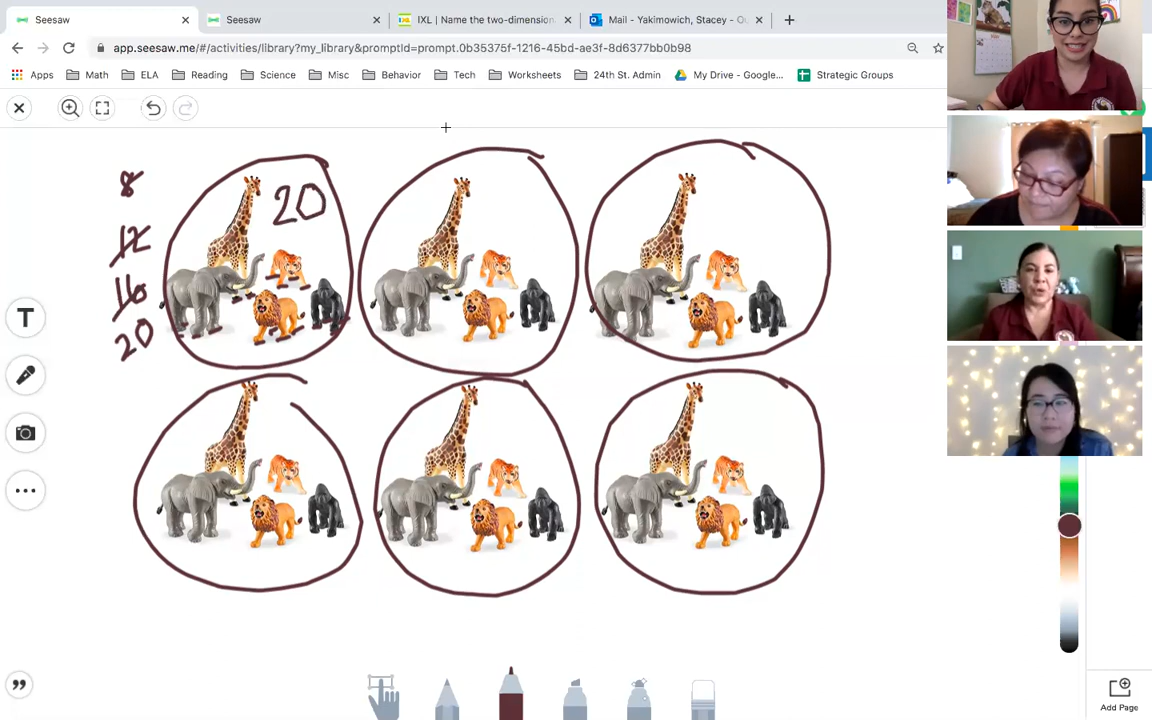 Seesaw
Seesaw
IXL | Name the two-dimension
Mail - Yakimowich, Stacey - Ou
app.seesaw.me/#/activities/library?my_library&promptId=prompt.0b35375f-1216-45bd-ae3f-8d6377bb0b98
Apps Math ELA Reading Science Misc Behavior Tech Worksheets 24th St. Admin My Drive - Google... Strategic Groups
8
12
16
20
20
T
Add Page